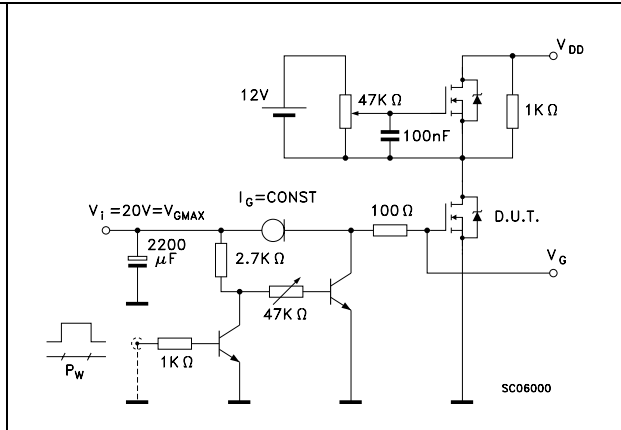 V DD
12V
47K Ω
1K Ω
100nF
I G =CONST
V i =20V=V GMAX
100 Ω
D.U.T.
2200
μF
2.7K Ω
V G
47K Ω
1K Ω
P W
SC06000